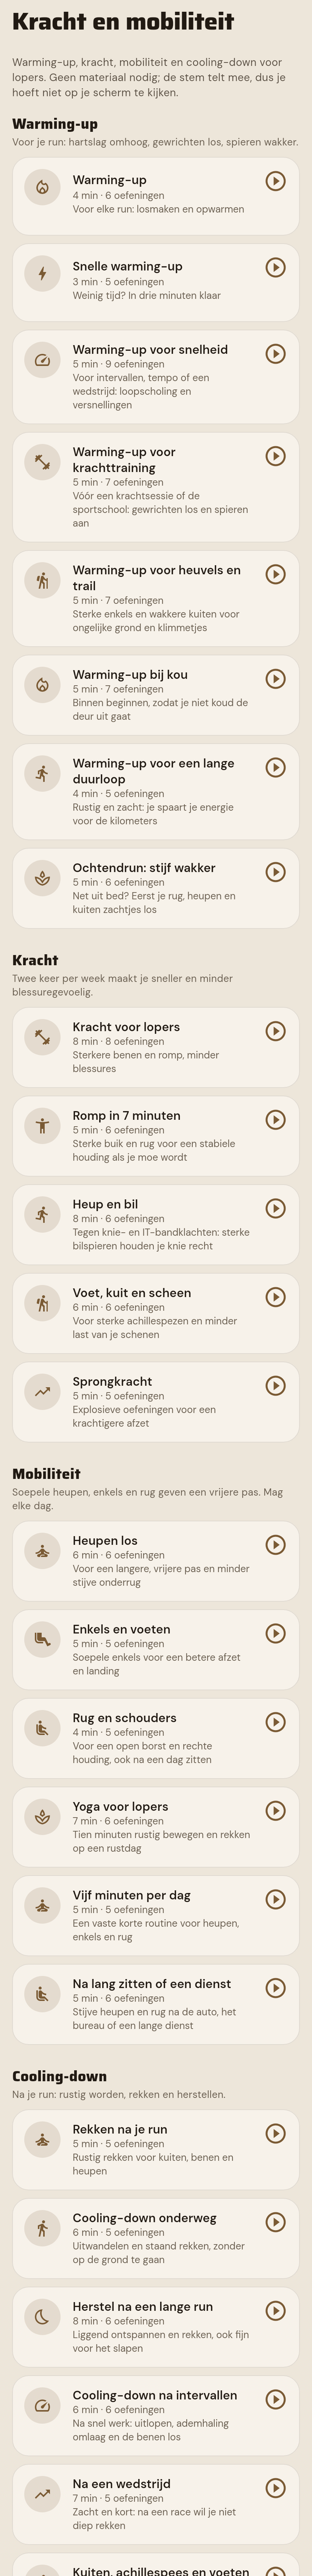 Kracht en mobiliteit
Warming-up, kracht, mobiliteit en cooling-down voor
lopers. Geen materiaal nodig; de stem telt mee, dus je
hoeft niet op je scherm te kijken.
Warming-up
Voor je run: hartslag omhoog, gewrichten los, spieren wakker.
Warming-up
4 min · 6 oefeningen
Voor elke run: losmaken en opwarmen
Snelle warming-up
3 min · 5 oefeningen
Weinig tijd? In drie minuten klaar
Warming-up voor snelheid
5 min · 9 oefeningen
Voor intervallen, tempo of een
wedstrijd: loopscholing en
versnellingen
Warming-up voor
krachttraining
5 min · 7 oefeningen
Vóór een krachtsessie of de
sportschool: gewrichten los en spieren
aan
Warming-up voor heuvels en
trail
5 min · 7 oefeningen
Sterke enkels en wakkere kuiten voor
ongelijke grond en klimmetjes
Warming-up bij kou
5 min · 7 oefeningen
Binnen beginnen, zodat je niet koud de
deur uit gaat
Warming-up voor een lange
duurloop
4 min · 5 oefeningen
Rustig en zacht: je spaart je energie
voor de kilometers
Ochtendrun: stijf wakker
5 min · 6 oefeningen
Net uit bed? Eerst je rug, heupen en
kuiten zachtjes los
Kracht
Twee keer per week maakt je sneller en minder
blessuregevoelig.
Kracht voor lopers
8 min · 8 oefeningen
Sterkere benen en romp, minder
blessures
Romp in 7 minuten
5 min · 6 oefeningen
Sterke buik en rug voor een stabiele
houding als je moe wordt
Heup en bil
8 min · 6 oefeningen
Tegen knie- en IT-bandklachten: sterke
bilspieren houden je knie recht
Voet, kuit en scheen
6 min · 6 oefeningen
Voor sterke achillespezen en minder
last van je schenen
Sprongkracht
5 min · 5 oefeningen
Explosieve oefeningen voor een
krachtigere afzet
Mobiliteit
Soepele heupen, enkels en rug geven een vrijere pas. Mag
elke dag.
Heupen los
6 min · 6 oefeningen
Voor een langere, vrijere pas en minder
stijve onderrug
Enkels en voeten
5 min · 5 oefeningen
Soepele enkels voor een betere afzet
en landing
Rug en schouders
4 min · 5 oefeningen
Voor een open borst en rechte
houding, ook na een dag zitten
Yoga voor lopers
7 min · 6 oefeningen
Tien minuten rustig bewegen en rekken
op een rustdag
Vijf minuten per dag
5 min · 5 oefeningen
Een vaste korte routine voor heupen,
enkels en rug
Na lang zitten of een dienst
5 min · 6 oefeningen
Stijve heupen en rug na de auto, het
bureau of een lange dienst
Cooling-down
Na je run: rustig worden, rekken en herstellen.
Rekken na je run
5 min · 5 oefeningen
Rustig rekken voor kuiten, benen en
heupen
Cooling-down onderweg
6 min · 5 oefeningen
Uitwandelen en staand rekken, zonder
op de grond te gaan
Herstel na een lange run
8 min · 6 oefeningen
Liggend ontspannen en rekken, ook fijn
voor het slapen
Cooling-down na intervallen
6 min · 6 oefeningen
Na snel werk: uitlopen, ademhaling
omlaag en de benen los
Na een wedstrijd
7 min · 5 oefeningen
Zacht en kort: na een race wil je niet
diep rekken
Kuiten, achillespees en voeten